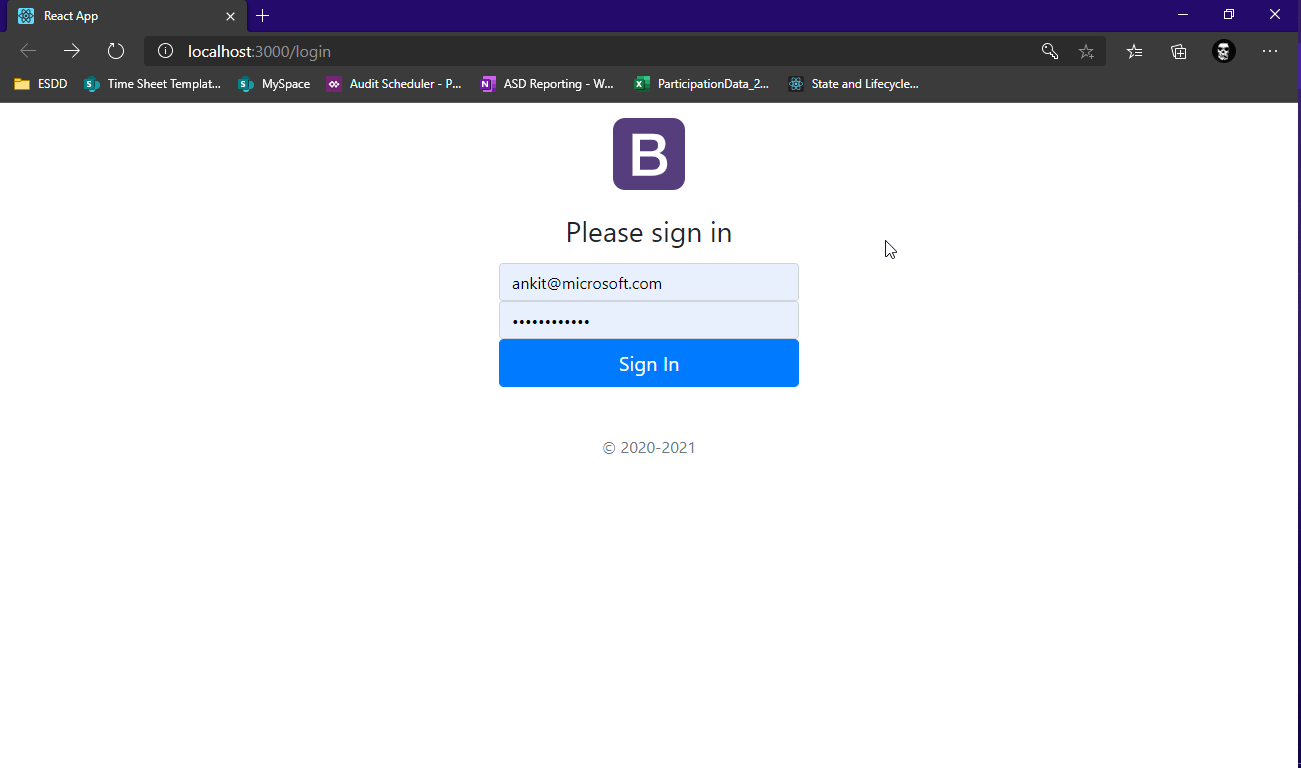 React App
localhost:3000/login
ESDD
Time Sheet Templat...
MySpace
Audit Scheduler - P...
ASD Reporting - W...
ParticipationData_2...
State and Lifecycle...
B
Please sign in
ankit@microsoft.com
••••••••••••
Sign In
© 2020-2021